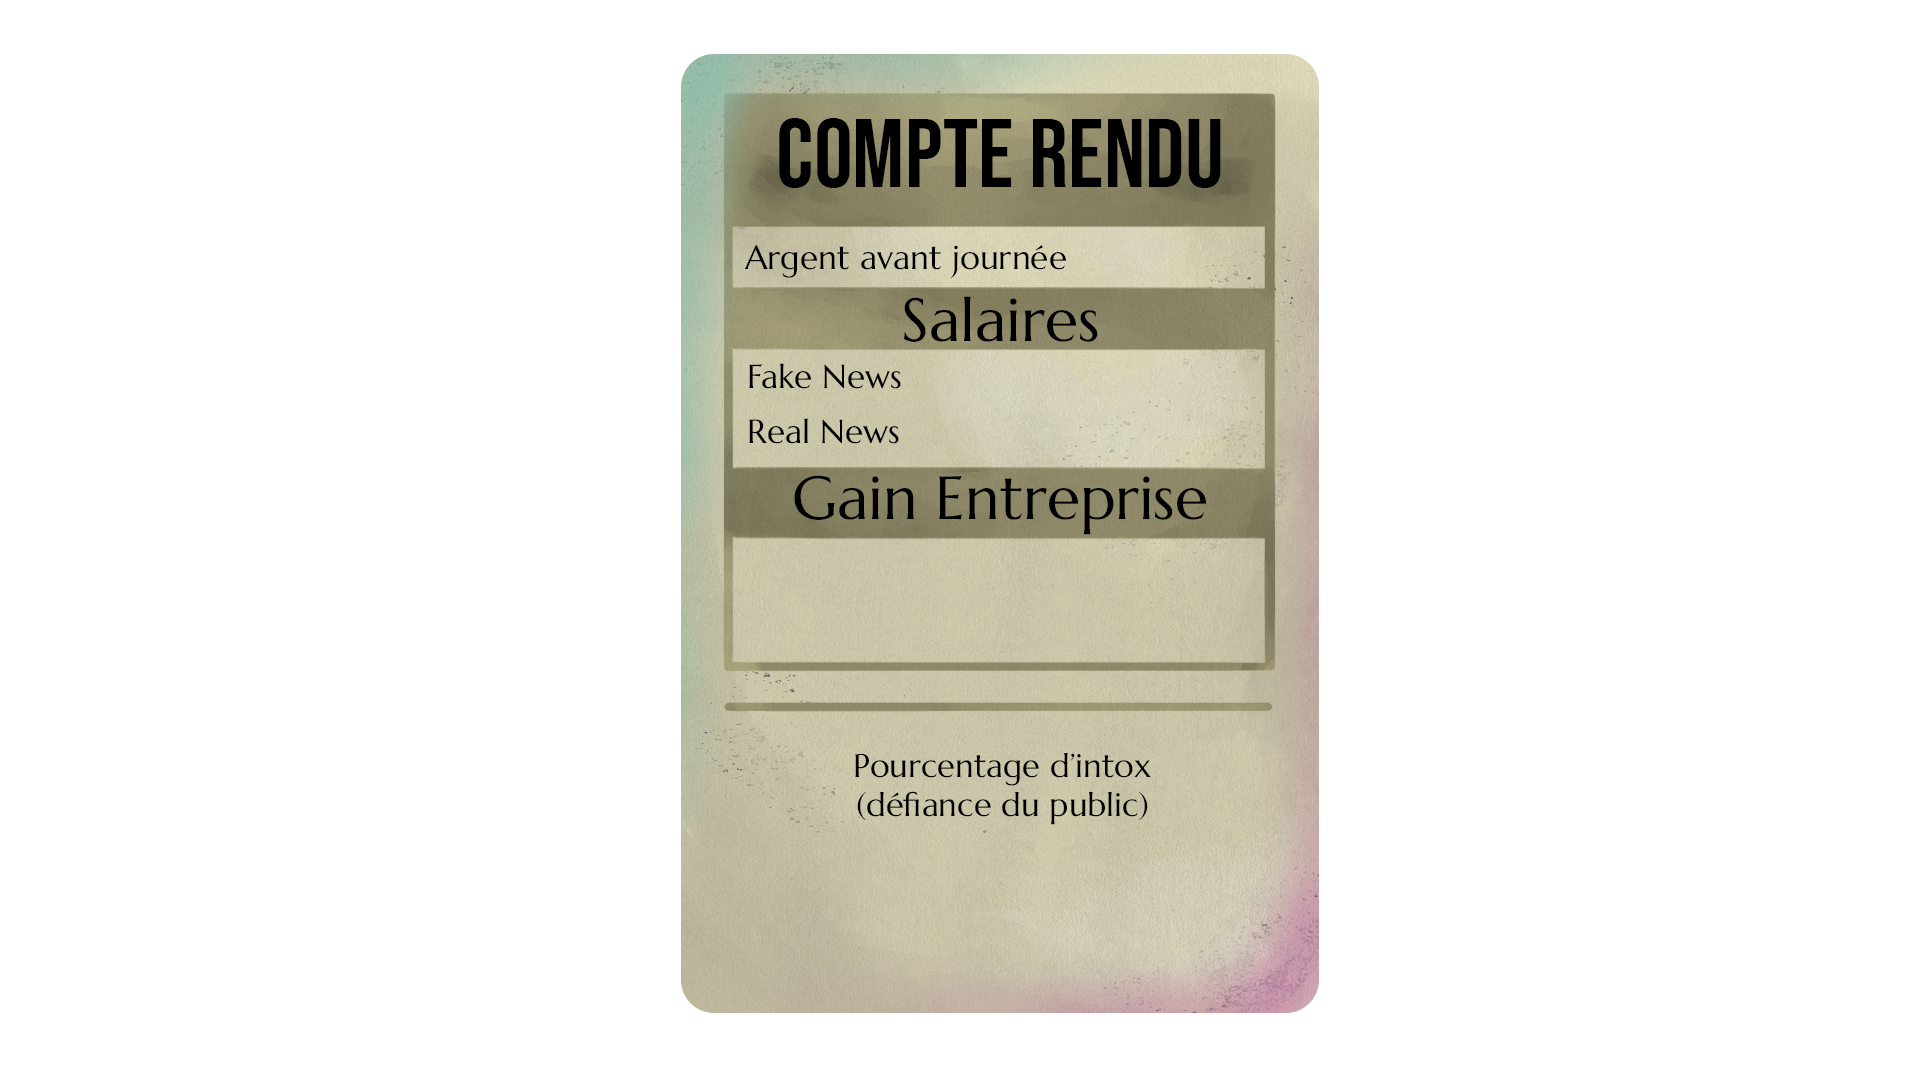 COMPTE RENDU
Argent avant journée
Salaires
Fake News
Real News
Gain Entreprise
Pourcentage d’intox
(défiance du public)